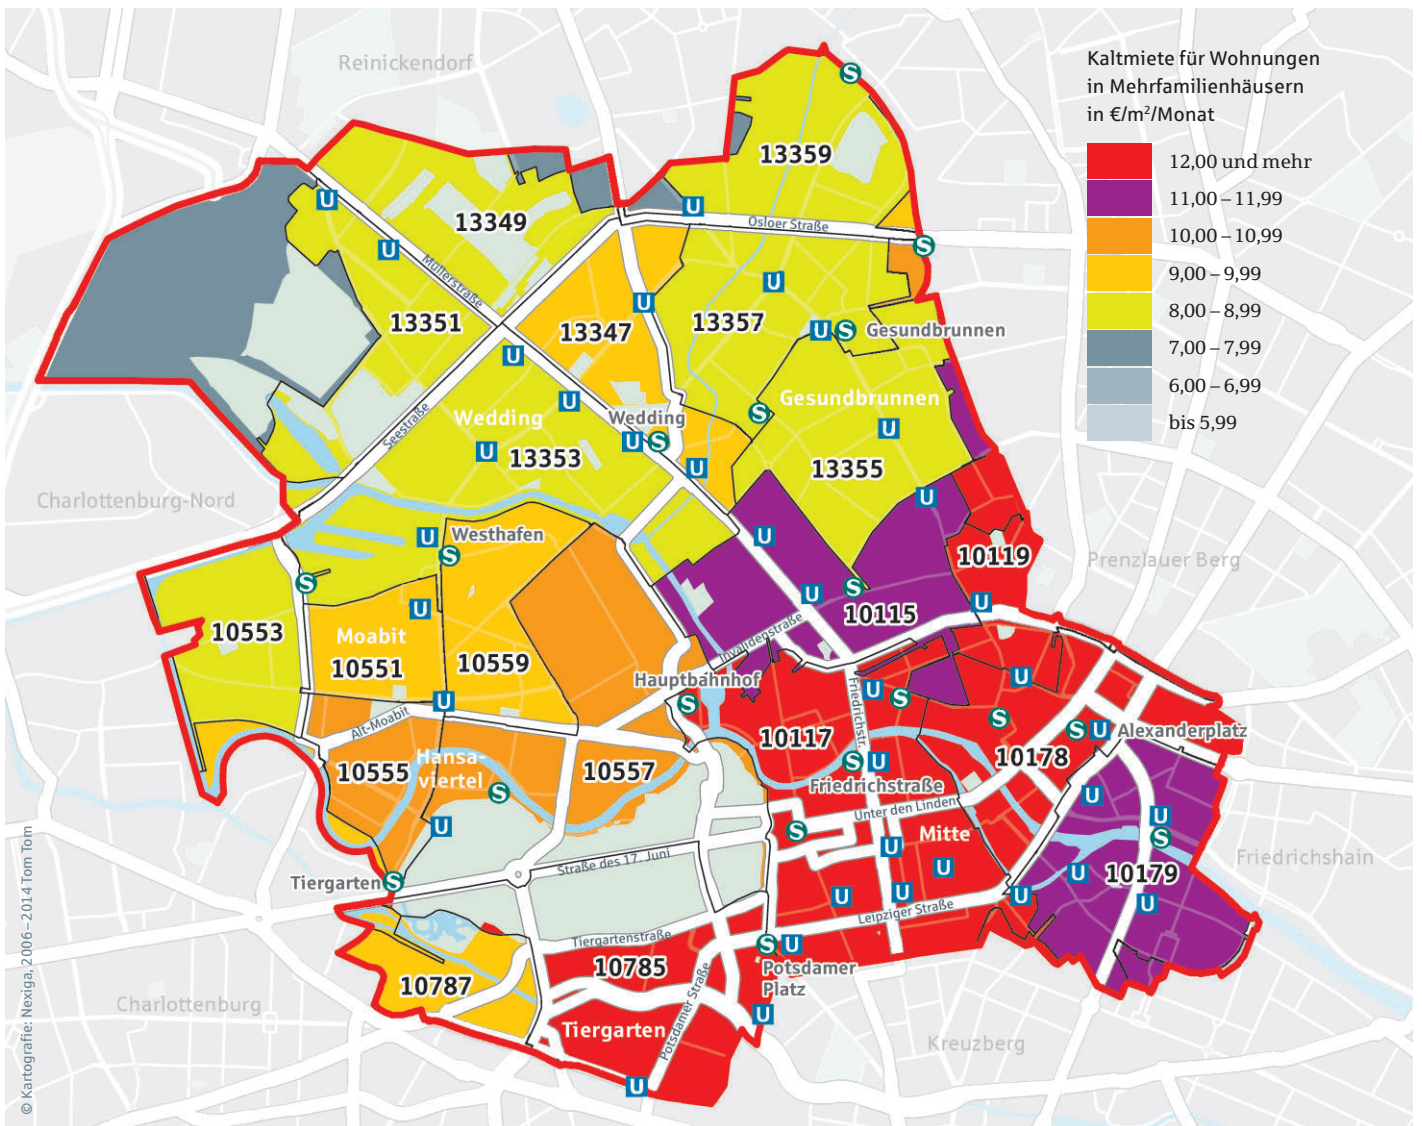 Kaltmiete für Wohnungen
in Mehrfamilienhäusern
in €/m²/Monat
12,00 und mehr
11,00 – 11,99
10,00 – 10,99
9,00 – 9,99
8,00 – 8,99
7,00 – 7,99
6,00 – 6,99
bis 5,99
Reinickendorf
S
13359
U
U
13349
Osloer Straße
S
U
Müllerstraße
U
U
13351
13347
13357
U
S
Gesundbrunnen
U
Gesundbrunnen
U
Seestraße
Wedding
Wedding
S
U
U
S
U
13353
U
13355
Charlottenburg-Nord
U
U
Westhafen
U
S
10119
Prenzlauer Berg
S
S
U
U
U
10115
10553
Moabit
10551
10559
Invalidenstraße
Hauptbahnhof
S
U
Friedrichstr.
U
S
U
Alt-Moabit
S
S
U
Alexanderplatz
10117
10178
Hansa-
viertel
10555
10557
S
U
Friedrichstraße
S
U
U
Unter den Linden
U
S
S
Mitte
U
Straße des 17. Juni
U
U
10179
Friedrichshain
Tiergarten
S
U
U
U
U
Leipziger Straße
Tiergartenstraße
S
U
Potsdamer
Platz
10785
10787
Charlottenburg
Potsdamer Straße
U
Tiergarten
Kreuzberg
U
© Kartografie: Nexiga, 2006 – 2014 Tom Tom